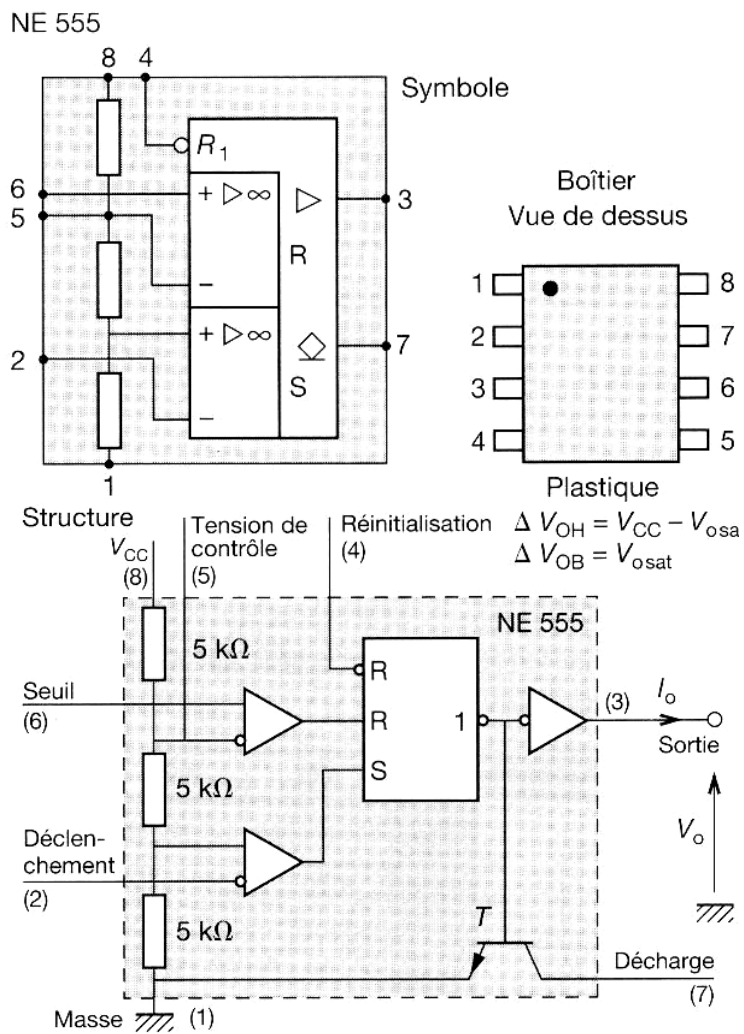 NE 555
8 4
Symbole
R1
6
+ ▷ ∞
▷
3
5
R
−
+ ▷ ∞
2
7
S
−
1
Boîtier
Vue de dessus
1 8
2 7
3 6
4 5
Plastique
Δ VOH = VCC − Vosa
Δ VOB = Vosat
Structure
VCC
(8)
Tension de
contrôle
(5)
Réinitialisation
(4)
NE 555
5 kΩ
R
Seuil
(6)
R
1
(3)
Io
Sortie
S
5 kΩ
Déclen-
chement
(2)
Vo
5 kΩ
T
Décharge
(7)
Masse
(1)